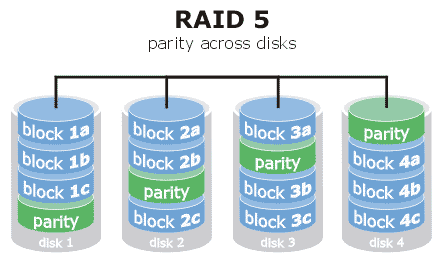 RAID 5
parity across disks
block 1a
block 1b
block 1c
parity
disk 1
block 2a
block 2b
parity
block 2c
disk 2
block 3a
parity
block 3b
block 3c
disk 3
parity
block 4a
block 4b
block 4c
disk 4